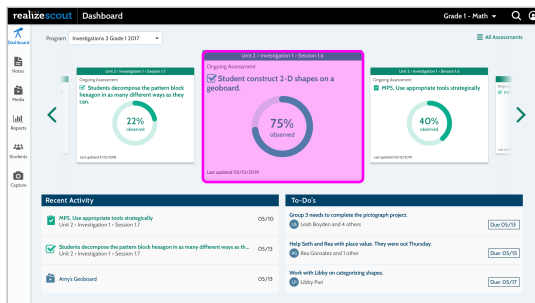 realizescout Dashboard
Grade 1 - Math
Program Investigations 3 Grade 1 2017
All Assessments
Dashboard
Notes
Media
Reports
Students
Capture
Unit 2 > Investigation 1 > Session 1.7
Ongoing Assessment
Students decompose the pattern block
hexagon in as many different ways as they
can.
22%
observed
Unit 2 > Investigation 1 > Session 1.6
Ongoing Assessment
Student construct 2-D shapes on a
geoboard.
75%
observed
Last updated 05/13/2019
Unit 2 > Investigation 1 > Session 1.6
Ongoing Assessment
MP5. Use appropriate tools strategically
40%
observed
Recent Activity
MP5. Use appropriate tools strategically
Unit 2 > Investigation 1 > Session 1.7
05/10
Students decompose the pattern block hexagon in as many different ways as th...
Unit 2 > Investigation 1 > Session 1.7
05/13
Amy's Geoboard
05/13
To-Do's
Group 3 needs to complete the pictograph project.
Leah Boyden and 4 others
Due 05/13
Help Seth and Rea with place value. They were out Thursday.
Rea Gonzalez and 1 other
Due: 05/15
Work with Libby on categorizing shapes.
Libby Puri
Due: 05/17